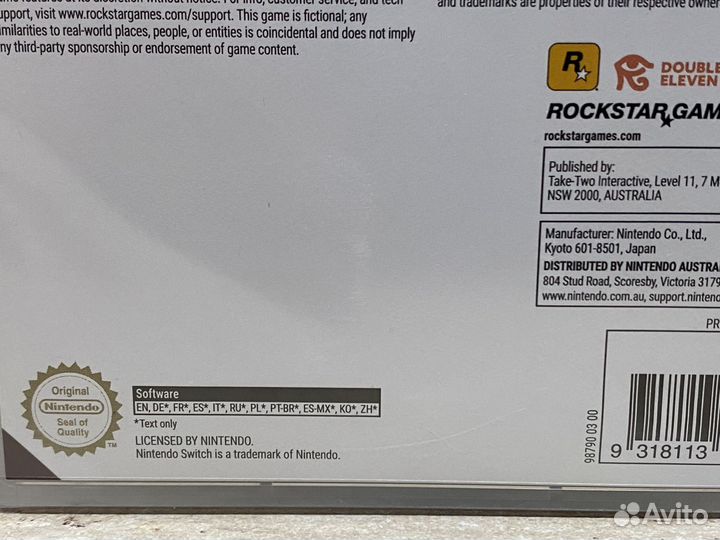 upport, visit www.rockstargames.com/support. This game is fictional; any
milarities to real-world places, people, or entities is coincidental and does not imply
ny third-party sponsorship or endorsement of game content.
and trademarks are properties of their respective owner
R
DOUBLE
ELEVEN
ROCKSTAR GAM
rockstargames.com
Published by:
Take-Two Interactive, Level 11, 7 M
NSW 2000, AUSTRALIA
Manufacturer: Nintendo Co., Ltd.,
Kyoto 601-8501, Japan
DISTRIBUTED BY NINTENDO AUSTRA
804 Stud Road, Scoresby, Victoria 3179
www.nintendo.com.au, support.nintend
PR
98790 03 00
9 318113
Original
Nintendo
Seal of
Quality
TM
Software
EN, DE*, FR*, ES*, IT*, RU*, PL*, PT-BR*, ES-MX*, KO*, ZH*
*Text only
LICENSED BY NINTENDO.
Nintendo Switch is a trademark of Nintendo.
Avito